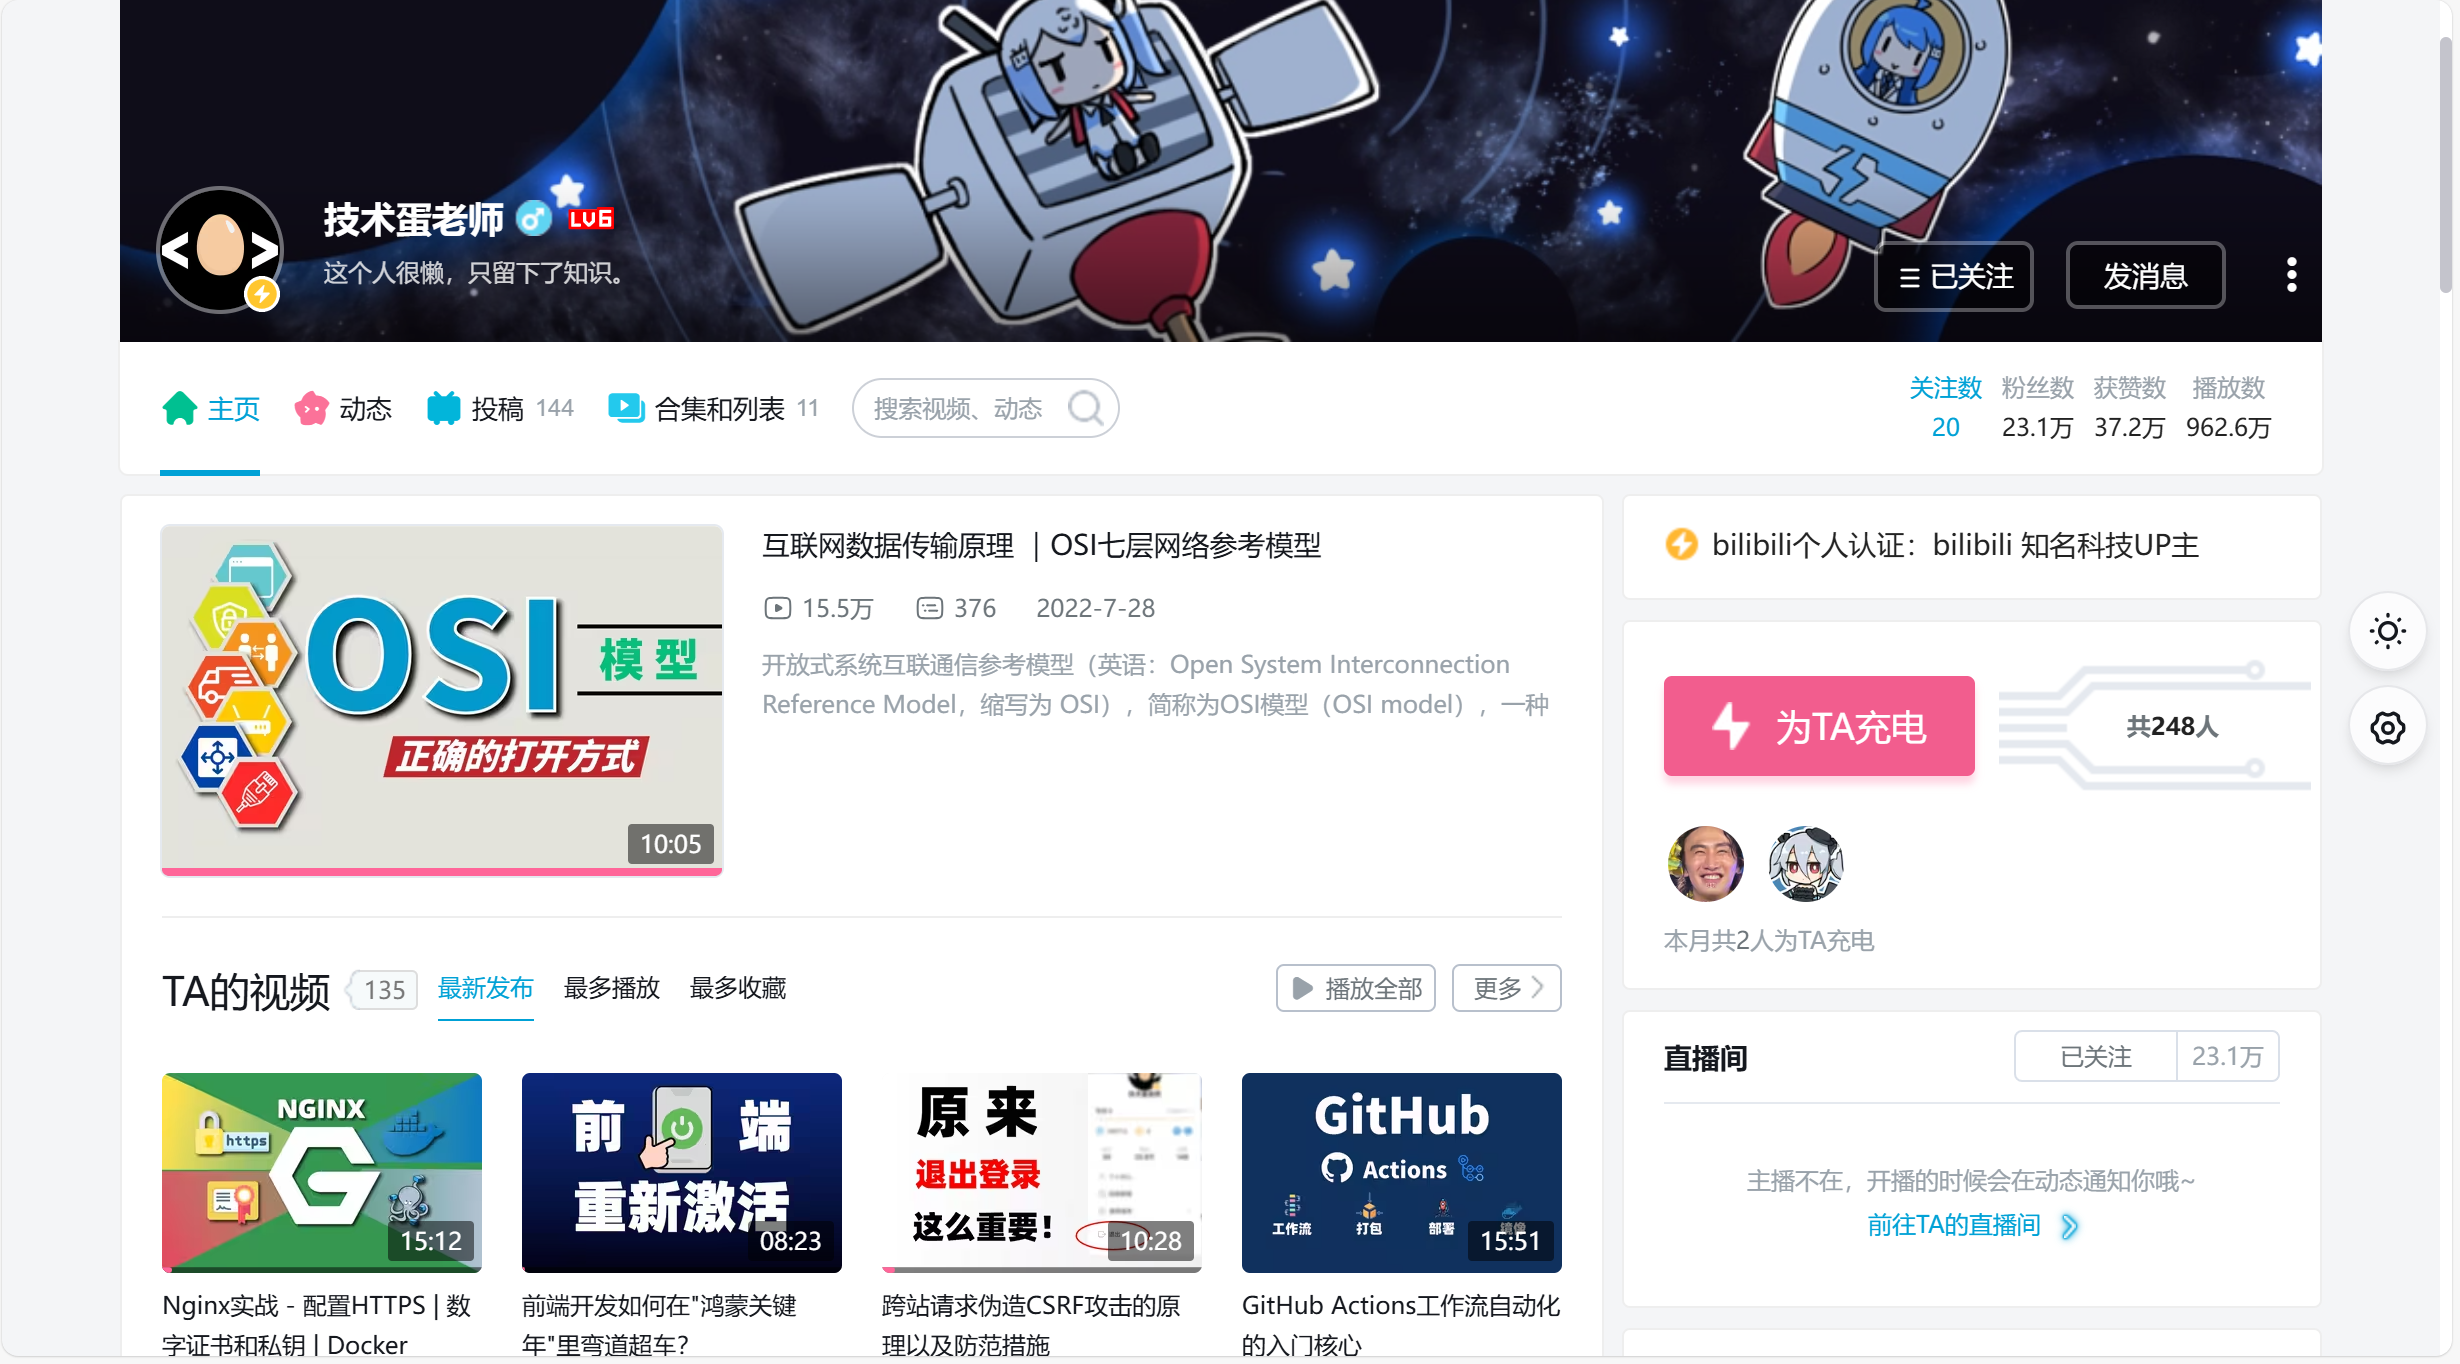 技术蛋老师
LV6
这个人很懒，只留下了知识。
已关注
发消息
主页
动态
投稿 144
合集和列表 11
搜索视频、动态
关注数 粉丝数 获赞数 播放数
20 23.1万 37.2万 962.6万
OSI
模型
正确的打开方式
10:05
互联网数据传输原理 ｜OSI七层网络参考模型
15.5万 376 2022-7-28
开放式系统互联通信参考模型（英语：Open System Interconnection
Reference Model，缩写为 OSI），简称为OSI模型（OSI model），一种
bilibili个人认证：bilibili 知名科技UP主
为TA充电
共248人
本月共2人为TA充电
TA的视频 135 最新发布 最多播放 最多收藏
播放全部
更多
NGINX
https
15:12
Nginx实战 - 配置HTTPS | 数
字证书和私钥 | Docker
前 端
重新激活
08:23
前端开发如何在"鸿蒙关键
年"里弯道超车？
原来
退出登录
这么重要！
10:28
跨站请求伪造CSRF攻击的原
理以及防范措施
GitHub
Actions
工作流 打包 部署 镜像
15:51
GitHub Actions工作流自动化
的入门核心
直播间
已关注 23.1万
主播不在，开播的时候会在动态通知你哦~
前往TA的直播间